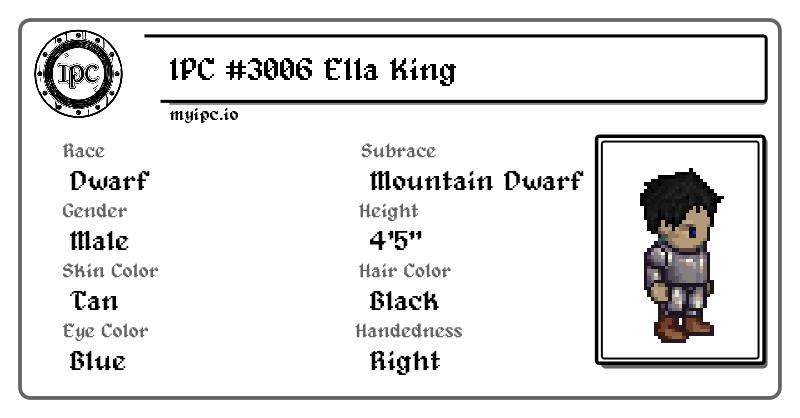 IPC
IPC #3006 Ella King
myipc.io
Race
Dwarf
Subrace
Mountain Dwarf
Gender
Male
Height
4'5"
Skin Color
Tan
Hair Color
Black
Eye Color
Blue
Handedness
Right